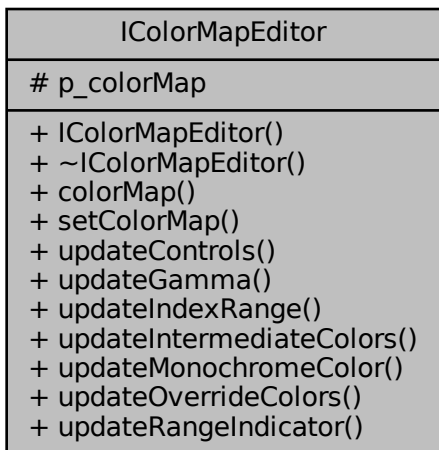 IColorMapEditor
# p_colorMap
+ IColorMapEditor()
+ ~IColorMapEditor()
+ colorMap()
+ setColorMap()
+ updateControls()
+ updateGamma()
+ updateIndexRange()
+ updateIntermediateColors()
+ updateMonochromeColor()
+ updateOverrideColors()
+ updateRangeIndicator()